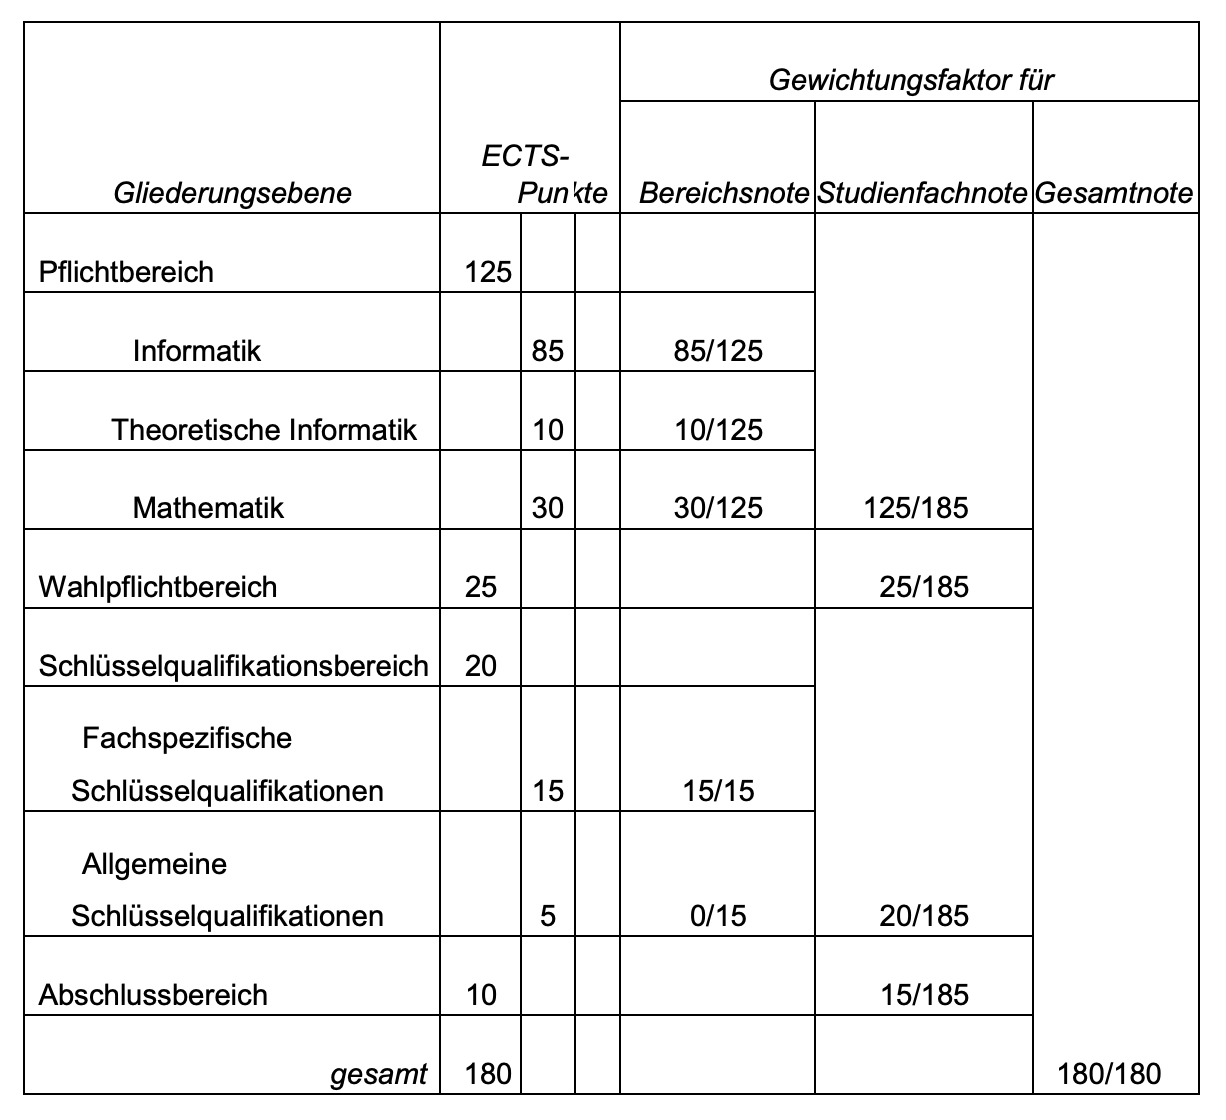 Gewichtungsfaktor für
ECTS-
Gliederungsebene Punkte Bereichsnote Studienfachnote Gesamtnote
Pflichtbereich 125
Informatik 85 85/125
Theoretische Informatik 10 10/125
Mathematik 30 30/125 125/185
Wahlpflichtbereich 25 25/185
Schlüsselqualifikationsbereich 20
Fachspezifische
Schlüsselqualifikationen 15 15/15
Allgemeine
Schlüsselqualifikationen 5 0/15 20/185
Abschlussbereich 10 15/185
gesamt 180 180/180